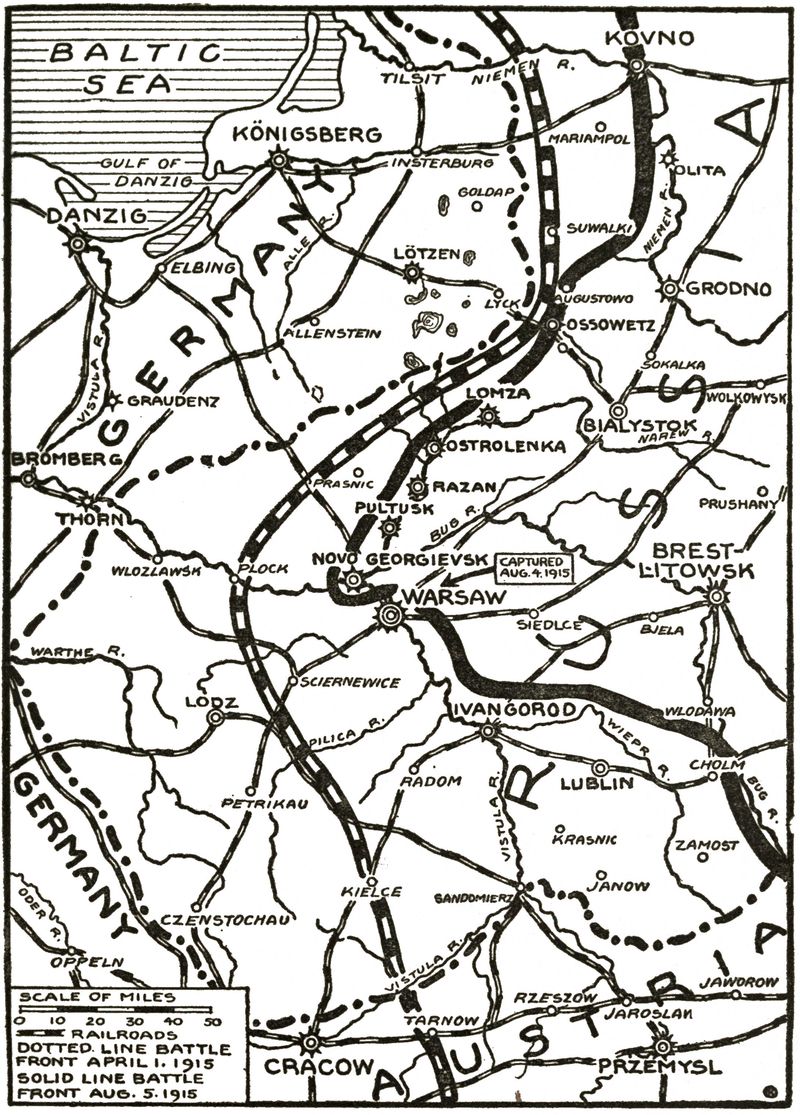 BALTIC
SEA
KOVNO
TILSIT
NIEMEN R.
KÖNIGSBERG
MARIAMPOL
INSTERBURG
OLITA
GULF OF
DANZIG
GOLDAP
DANZIG
SUWALKI
NIEMEN R.
ALLE R.
ELBING
LÖTZEN
GRODNO
LYCK
AUGUSTOWO
OSSOWETZ
ALLENSTEIN
VISTULA R.
SOKALKA
GERMANY
GRAUDENZ
LOMZA
WOLKOWYSK
BIALYSTOK
NAREW R.
OSTROLENKA
BROMBERG
PRASNIC
RAZAN
PRUSHANY
THORN
PULTUSK
BUG R.
NOVO GEORGIEVSK
CAPTURED
AUG. 4. 1915
BREST-
LITOWSK
WLOZLAWSK
PLOCK
WARSAW
SIEDLCE
BJELA
RUSSIA
WARTHE R.
SCIERNEWICE
LODZ
IVANGOROD
WLODAWA
PILICA R.
WIEPR R.
RADOM
LUBLIN
CHOLM
BUG R.
PETRIKAU
GERMANY
VISTULA R.
KRASNIC
ZAMOST
KIELCE
JANOW
SANDOMIERZ
ODER R.
CZENSTOCHAU
OPPELN
VISTULA R.
JAWOROW
RZESZOW
JAROSLAN
TARNOW
CRACOW
AUSTRIA
PRZEMYSL
SCALE OF MILES
0 10 20 30 40 50
RAILROADS
DOTTED LINE BATTLE
FRONT APRIL 1. 1915
SOLID LINE BATTLE
FRONT AUG. 5. 1915